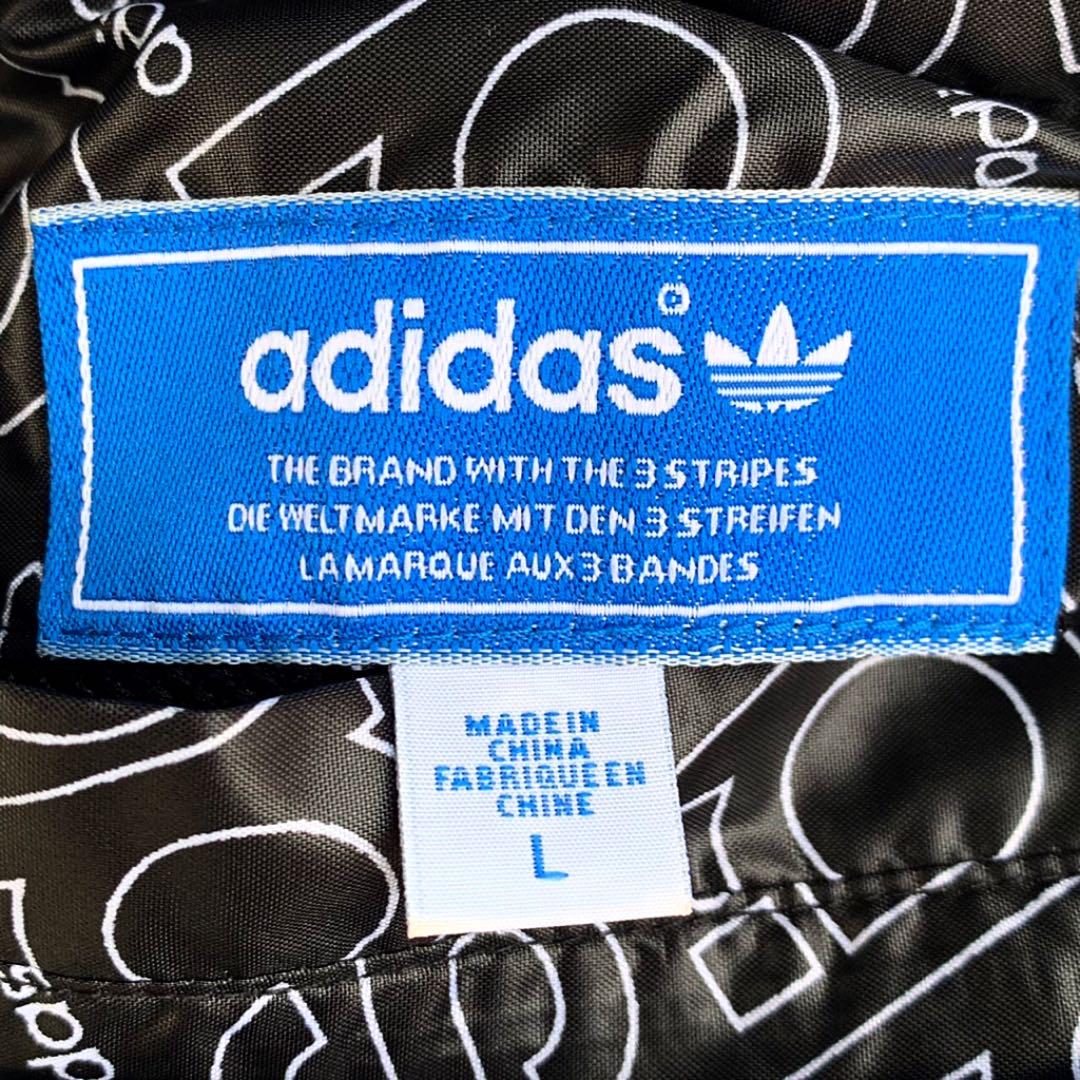 adidas®
THE BRAND WITH THE 3 STRIPES
DIE WELTMARKE MIT DEN 3 STREIFEN
LA MARQUE AUX 3 BANDES
MADE IN
CHINA
FABRIQUE EN
CHINE
L